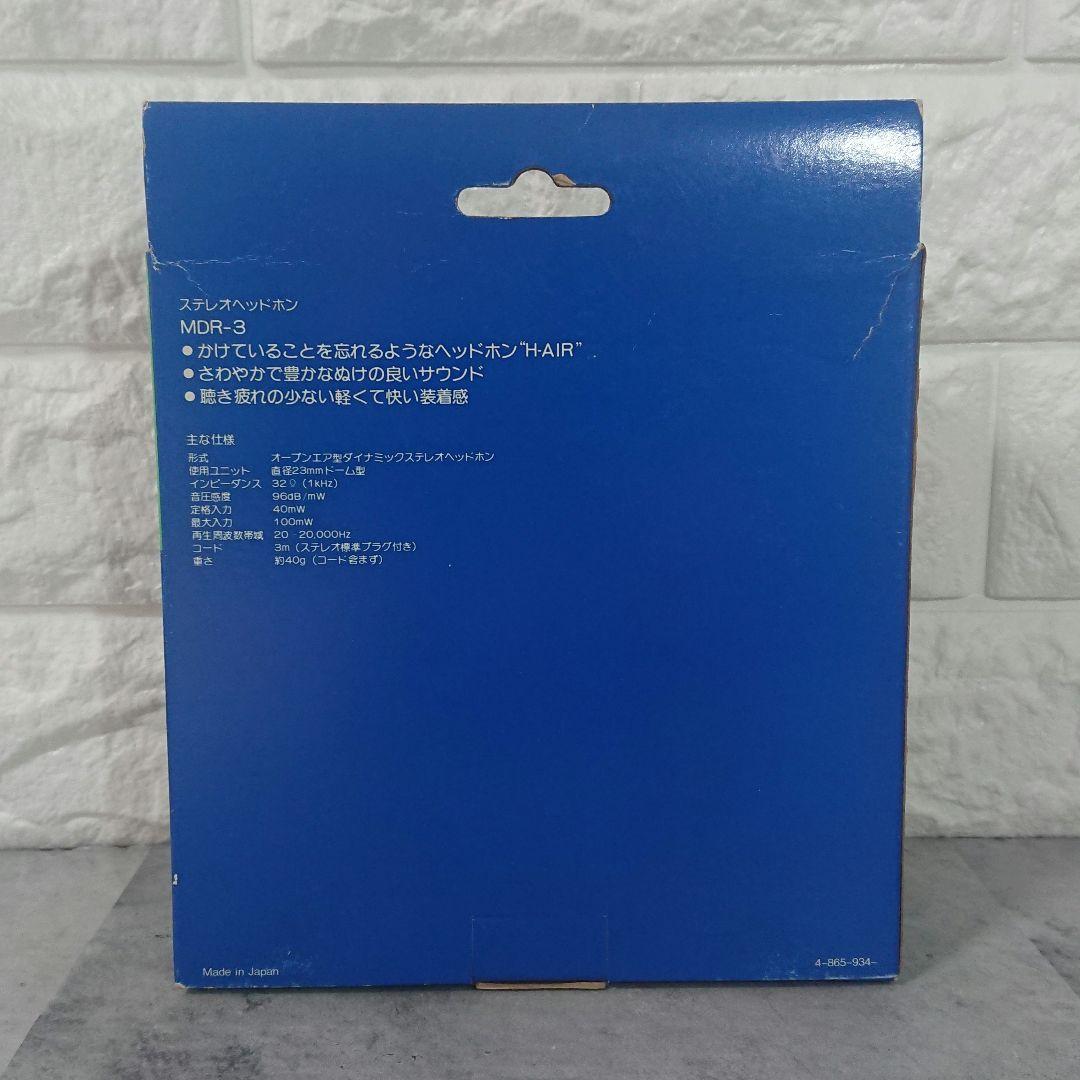 ステレオヘッドホン
MDR-3
●かけていることを忘れるようなヘッドホン“H·AIR”
●さわやかで豊かなぬけの良いサウンド
●聴き疲れの少ない軽くて快い装着感
主な仕様
形式 オープンエア型ダイナミックステレオヘッドホン
使用ユニット 直径23mmドーム型
インピーダンス 32Ω（1kHz）
音圧感度 96dB/mW
定格入力 40mW
最大入力 100mW
再生周波数帯域 20-20,000Hz
コード 3m（ステレオ標準プラグ付き）
重さ 約40g（コード含まず）
Made in Japan
4-865-934-